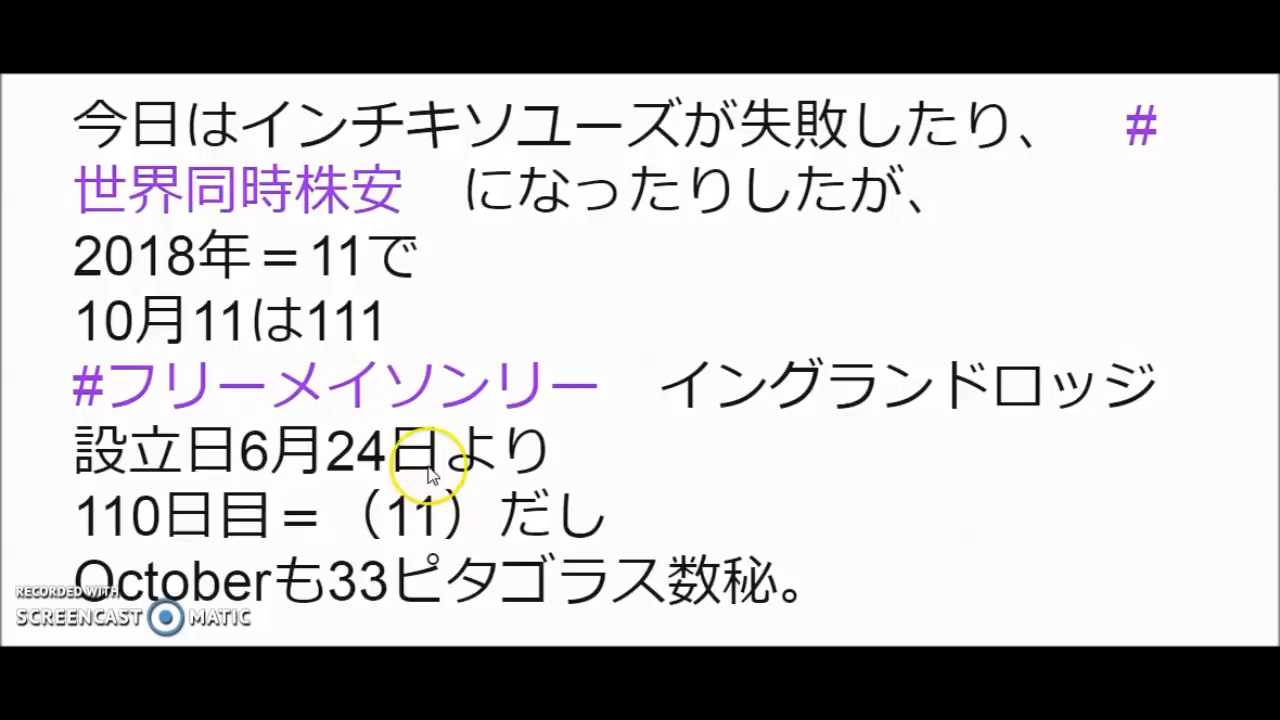 今日はインチキソユーズが失敗したり、　#
世界同時株安　になったりしたが、
2018年＝11で
10月11は111
#フリーメイソンリー　イングランドロッジ
設立日6月24日より
110日目＝（11）だし
Octoberも33ピタゴラス数秘。
RECORDED WITH
SCREENCAST MATIC